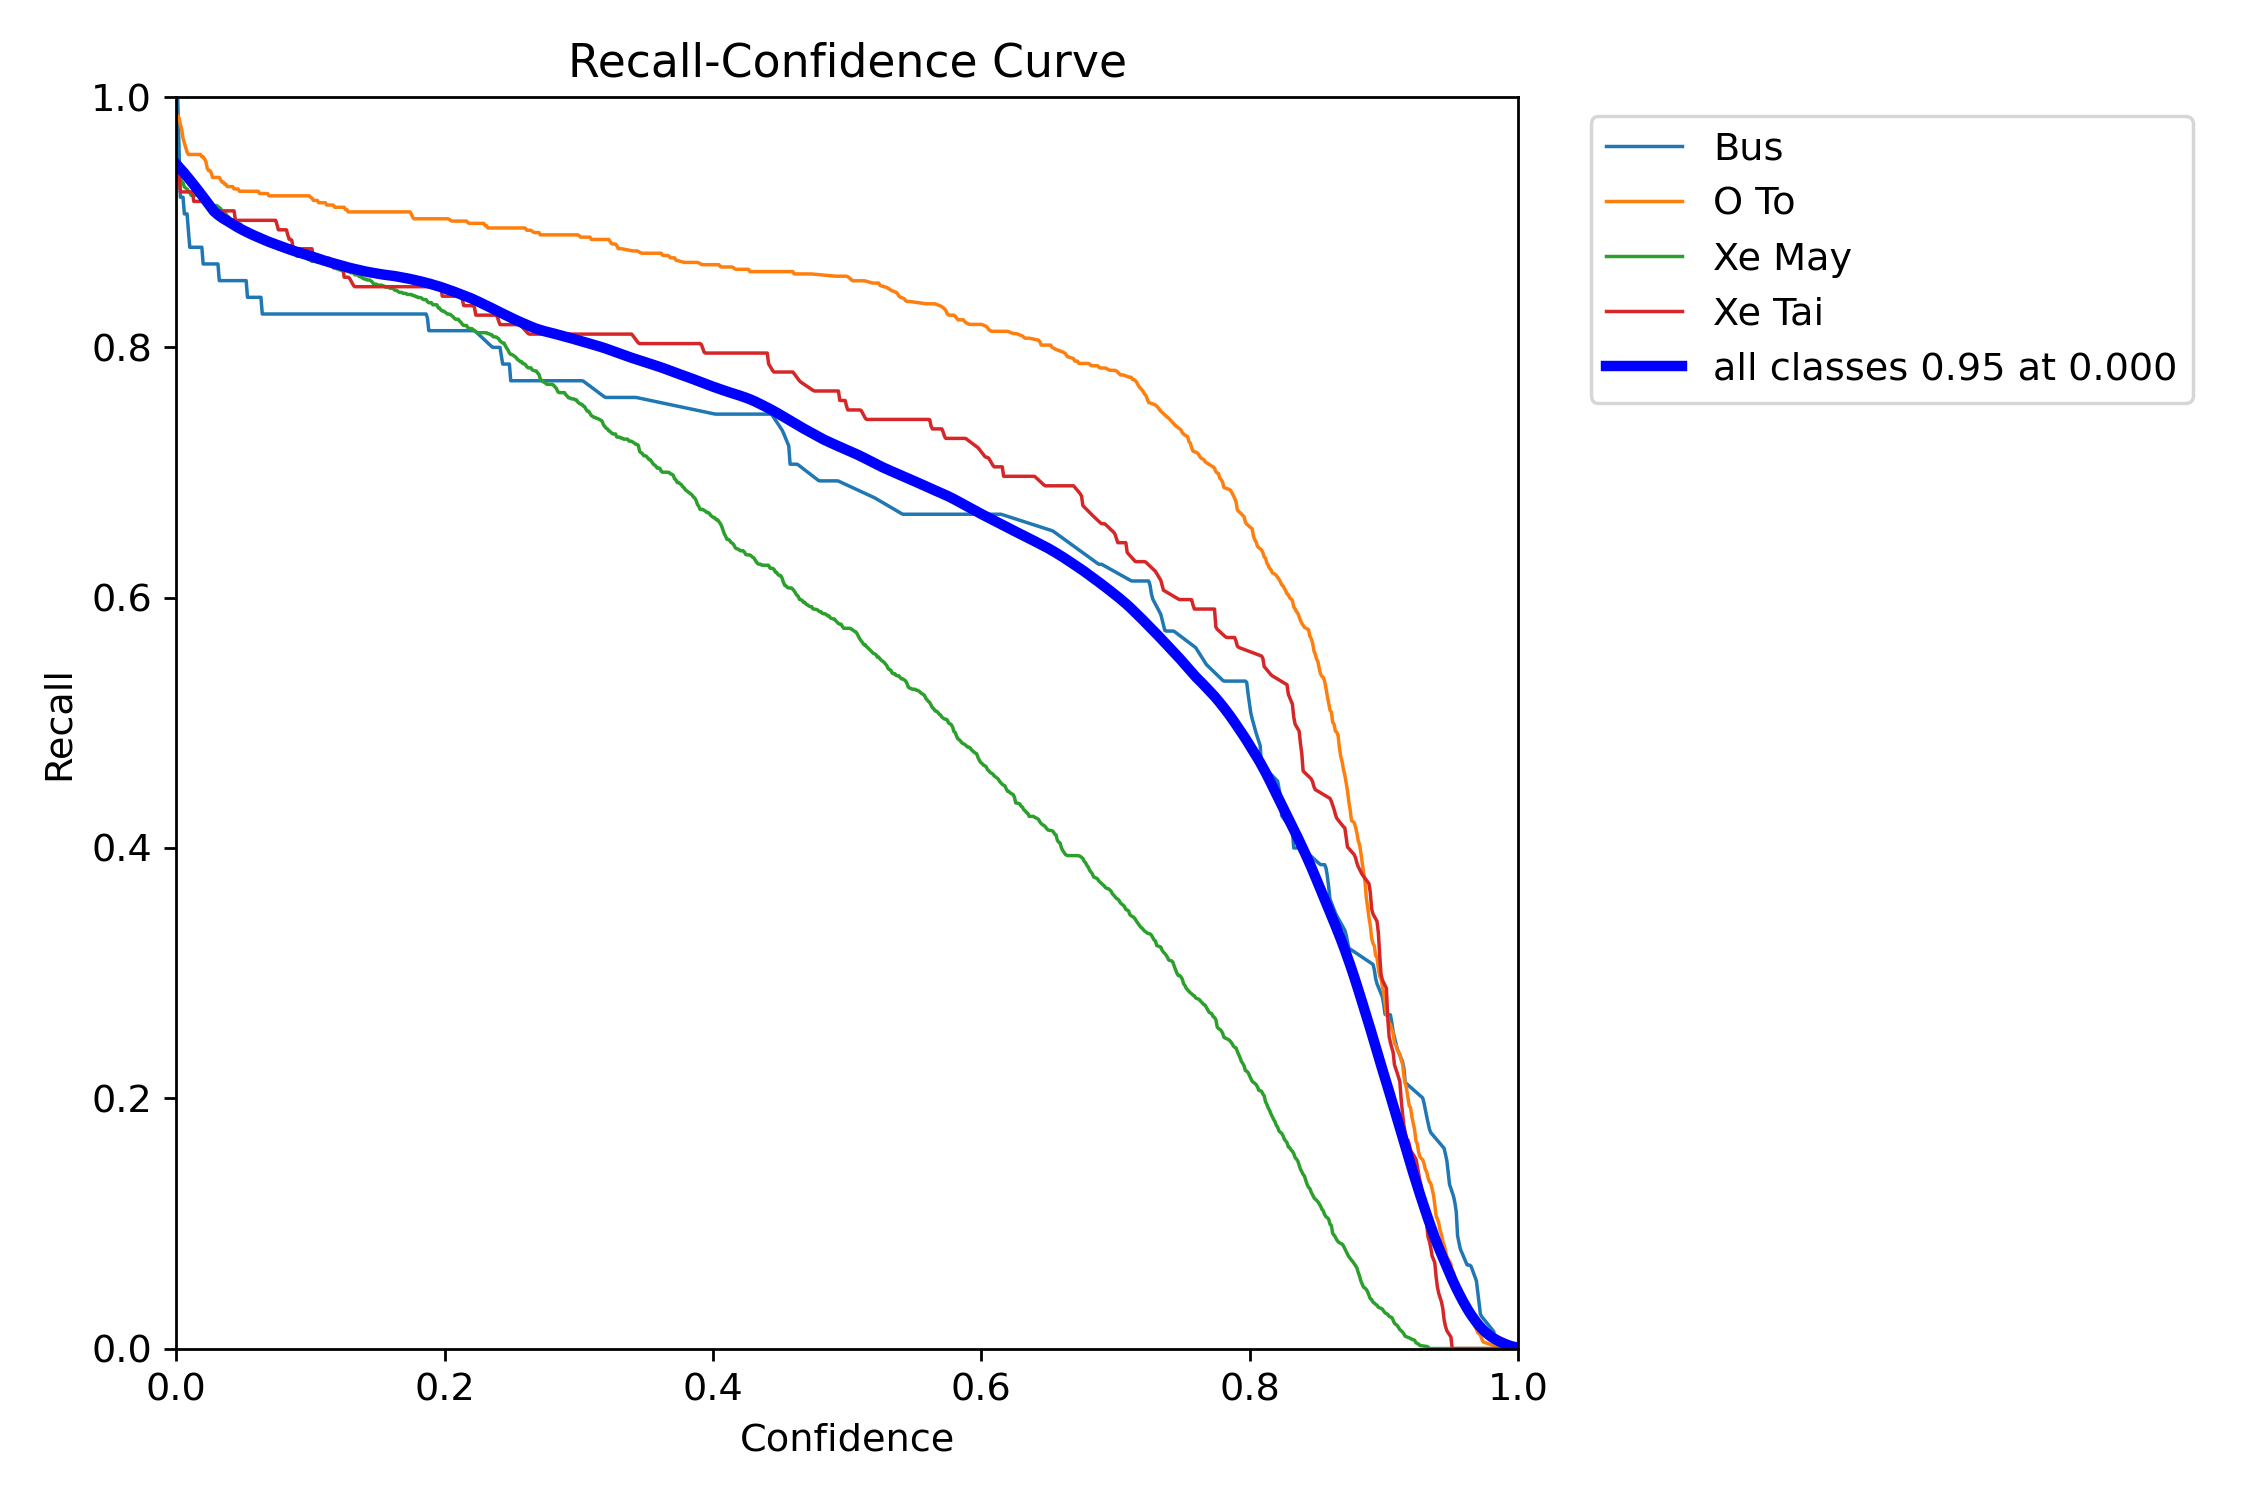 Recall-Confidence Curve
1.0
0.8
0.6
0.4
0.2
0.0
Recall
0.0 0.2 0.4 0.6 0.8 1.0
Confidence
Bus
O To
Xe May
Xe Tai
all classes 0.95 at 0.000